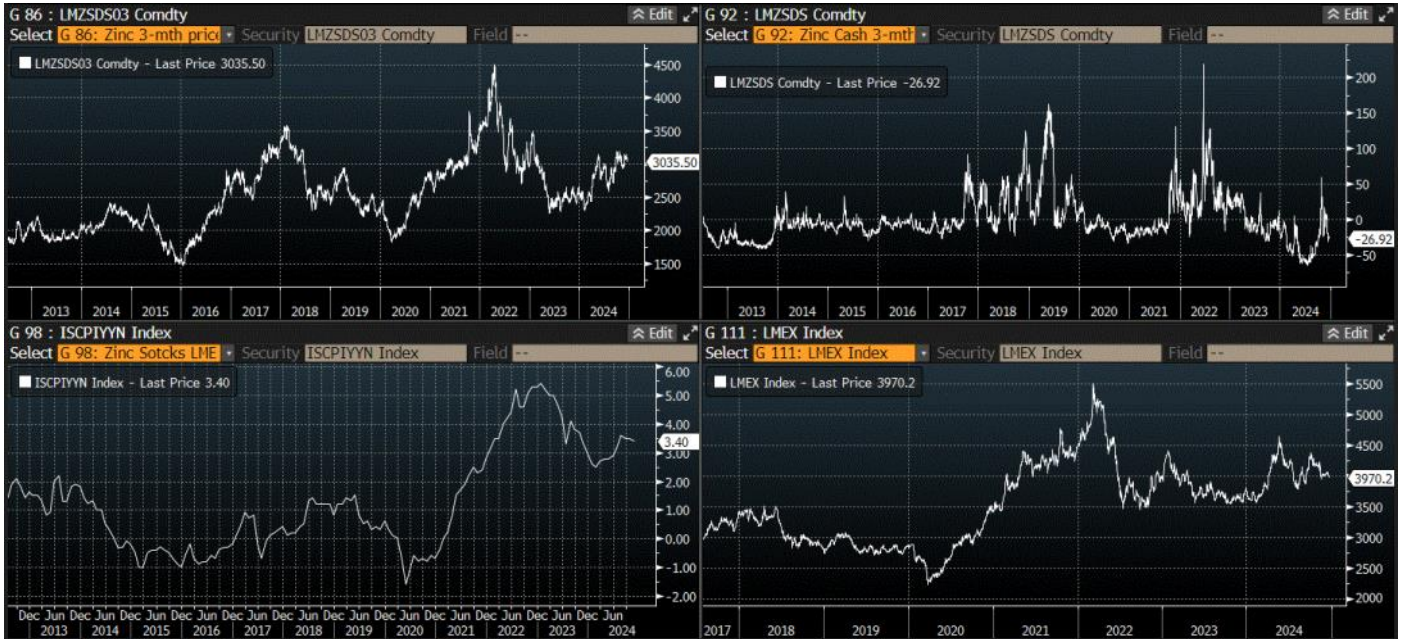 G 86 : LMZSDS03 Comdty
Edit
Select G 86: Zinc 3-mth price Security LMZSDS03 Comdty Field --
LMZSDS03 Comdty - Last Price 3035.50
4500
4000
3500
3035.50
2500
2000
1500
2013 2014 2015 2016 2017 2018 2019 2020 2021 2022 2023 2024
G 92 : LMZSDS Comdty
Edit
Select G 92: Zinc Cash 3-mth Security LMZSDS Comdty Field --
LMZSDS Comdty - Last Price -26.92
200
150
100
50
0
-26.92
-50
2013 2014 2015 2016 2017 2018 2019 2020 2021 2022 2023 2024
G 98 : ISCPIYYN Index
Edit
Select G 98: Zinc Sotcks LME Security ISCPIYYN Index Field --
ISCPIYYN Index - Last Price 3.40
6.00
5.00
4.00
3.40
3.00
2.00
1.00
0.00
-1.00
-2.00
Dec Jun Dec Jun Dec Jun Dec Jun Dec Jun Dec Jun Dec Jun Dec Jun Dec Jun Dec Jun Dec Jun Dec Jun
2013 2014 2015 2016 2017 2018 2019 2020 2021 2022 2023 2024
G 111 : LMEX Index
Edit
Select G 111: LMEX Index Security LMEX Index Field --
LMEX Index - Last Price 3970.2
5500
5000
4500
3970.2
3500
3000
2500
2000
2017 2018 2019 2020 2021 2022 2023 2024